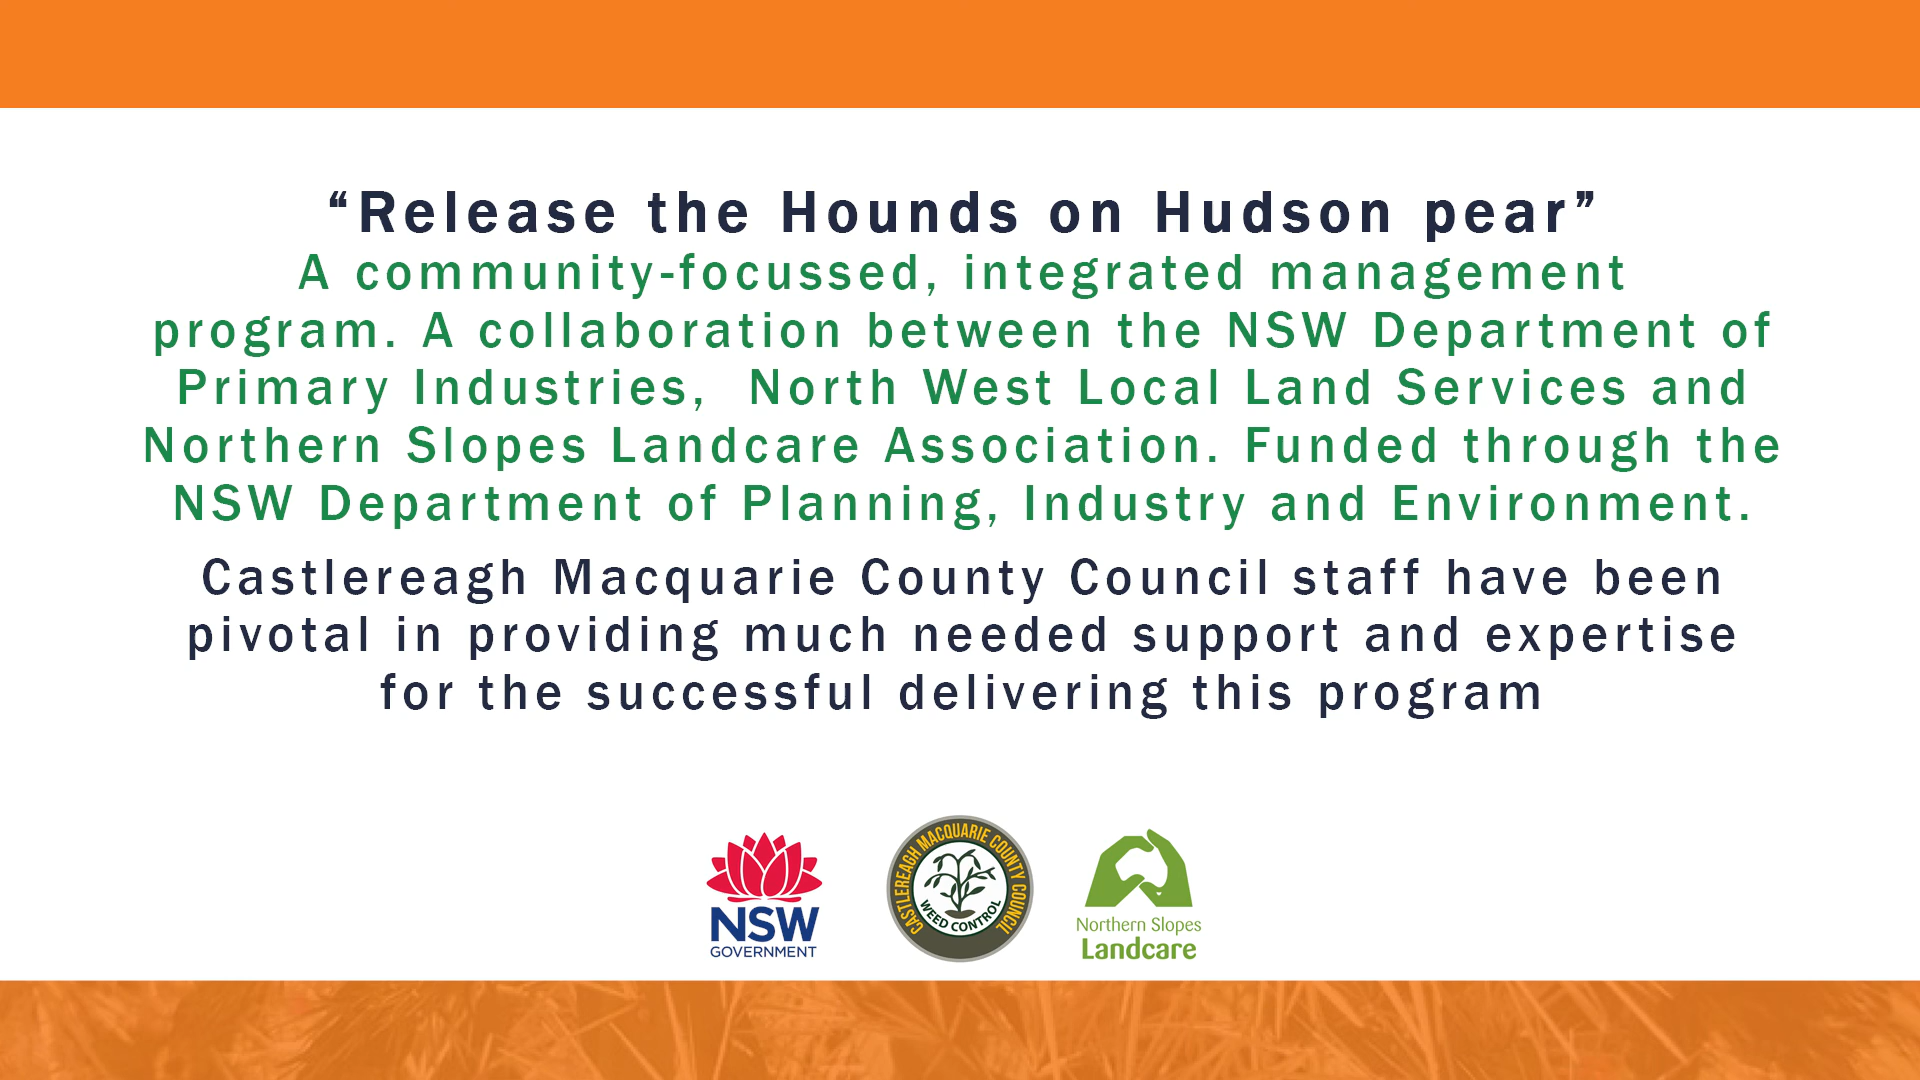 “Release the Hounds on Hudson pear”
A community-focussed, integrated management
program. A collaboration between the NSW Department of
Primary Industries, North West Local Land Services and
Northern Slopes Landcare Association. Funded through the
NSW Department of Planning, Industry and Environment.
Castlereagh Macquarie County Council staff have been
pivotal in providing much needed support and expertise
for the successful delivering this program
NSW
GOVERNMENT
CASTLEREAGH MACQUARIE COUNTY COUNCIL
WEED CONTROL
Northern Slopes
Landcare